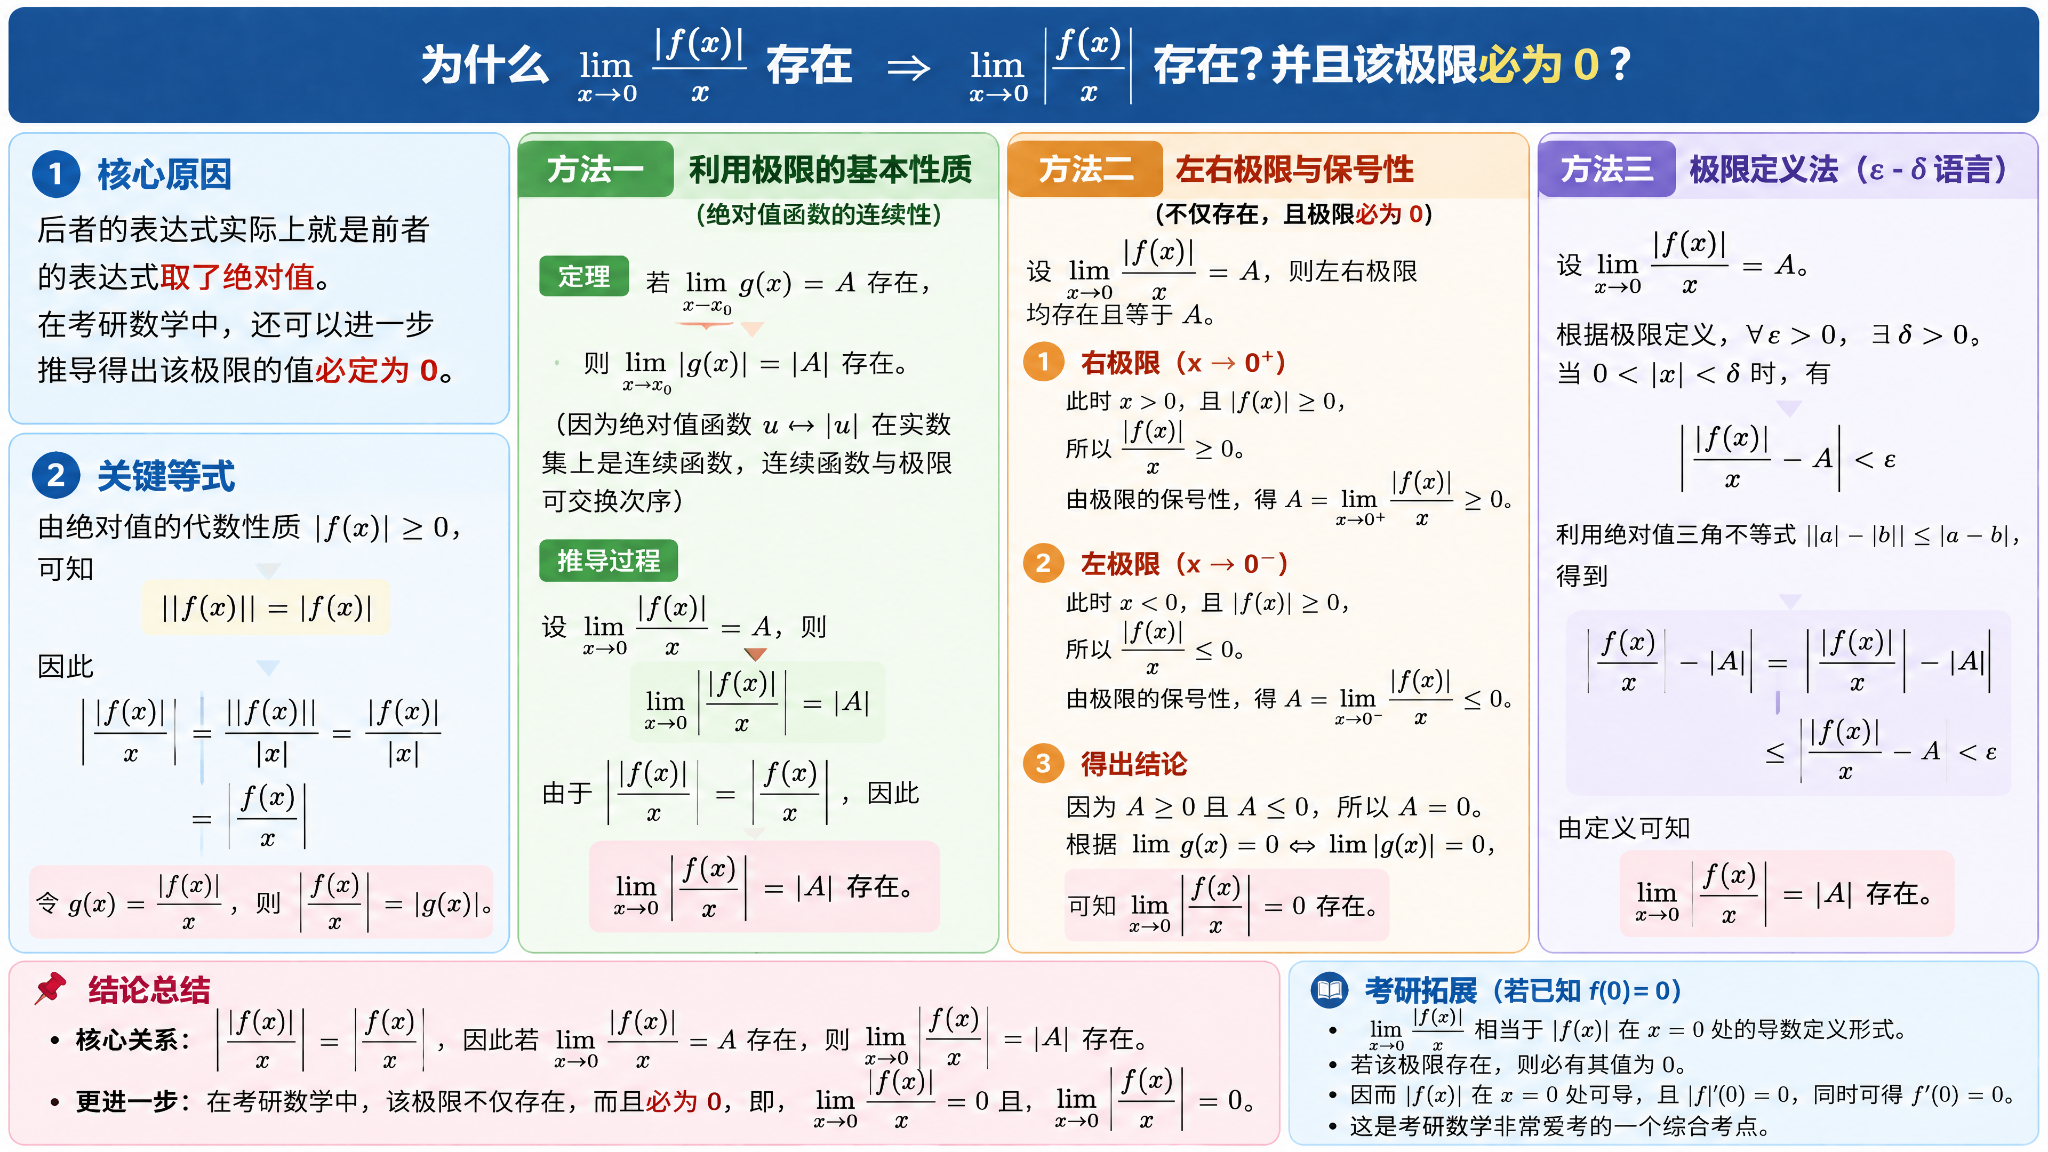 为什么 lim_{x→0} |f(x)|/x 存在 ⇒ lim_{x→0} |f(x)/x| 存在？并且该极限必为 0？
1 核心原因
后者的表达式实际上就是前者
的表达式取了绝对值。
在考研数学中，还可以进一步
推导得出该极限的值必定为 0。
2 关键等式
由绝对值的代数性质 |f(x)| ≥ 0，
可知
||f(x)|| = |f(x)|
因此
| |f(x)|/x | = ||f(x)||/|x| = |f(x)|/|x|
= |f(x)/x|
令 g(x) = |f(x)|/x，则 |f(x)/x| = |g(x)|。
方法一 利用极限的基本性质
（绝对值函数的连续性）
定理 若 lim_{x−x₀} g(x) = A 存在，
· 则 lim_{x→x₀} |g(x)| = |A| 存在。
（因为绝对值函数 u ↔ |u| 在实数
集上是连续函数，连续函数与极限
可交换次序）
推导过程
设 lim_{x→0} |f(x)|/x = A，则
lim_{x→0} | |f(x)|/x | = |A|
由于 | |f(x)|/x | = |f(x)/x|，因此
lim_{x→0} |f(x)/x| = |A| 存在。
方法二 左右极限与保号性
（不仅存在，且极限必为 0）
设 lim_{x→0} |f(x)|/x = A，则左右极限
均存在且等于 A。
1 右极限（x → 0⁺）
此时 x > 0，且 |f(x)| ≥ 0，
所以 |f(x)|/x ≥ 0。
由极限的保号性，得 A = lim_{x→0⁺} |f(x)|/x ≥ 0。
2 左极限（x → 0⁻）
此时 x < 0，且 |f(x)| ≥ 0，
所以 |f(x)|/x ≤ 0。
由极限的保号性，得 A = lim_{x→0⁻} |f(x)|/x ≤ 0。
3 得出结论
因为 A ≥ 0 且 A ≤ 0，所以 A = 0。
根据 lim g(x) = 0 ⇔ lim |g(x)| = 0，
可知 lim_{x→0} |f(x)/x| = 0 存在。
方法三 极限定义法（ε - δ 语言）
设 lim_{x→0} |f(x)|/x = A。
根据极限定义，∀ ε > 0， ∃ δ > 0。
当 0 < |x| < δ 时，有
| |f(x)|/x − A | < ε
利用绝对值三角不等式 ||a| − |b|| ≤ |a − b|，
得到
| |f(x)/x| − |A| | = | | |f(x)|/x | − |A| |
≤ | |f(x)|/x − A | < ε
由定义可知
lim_{x→0} |f(x)/x| = |A| 存在。
结论总结
• 核心关系： | |f(x)|/x | = |f(x)/x|，因此若 lim_{x→0} |f(x)|/x = A 存在，则 lim_{x→0} |f(x)/x| = |A| 存在。
• 更进一步：在考研数学中，该极限不仅存在，而且必为 0，即， lim_{x→0} |f(x)|/x = 0 且， lim_{x→0} |f(x)/x| = 0。
考研拓展（若已知 f(0)= 0）
• lim_{x→0} |f(x)|/x 相当于 |f(x)| 在 x = 0 处的导数定义形式。
• 若该极限存在，则必有其值为 0。
• 因而 |f(x)| 在 x = 0 处可导，且 |f|′(0) = 0，同时可得 f′(0) = 0。
• 这是考研数学非常爱考的一个综合考点。